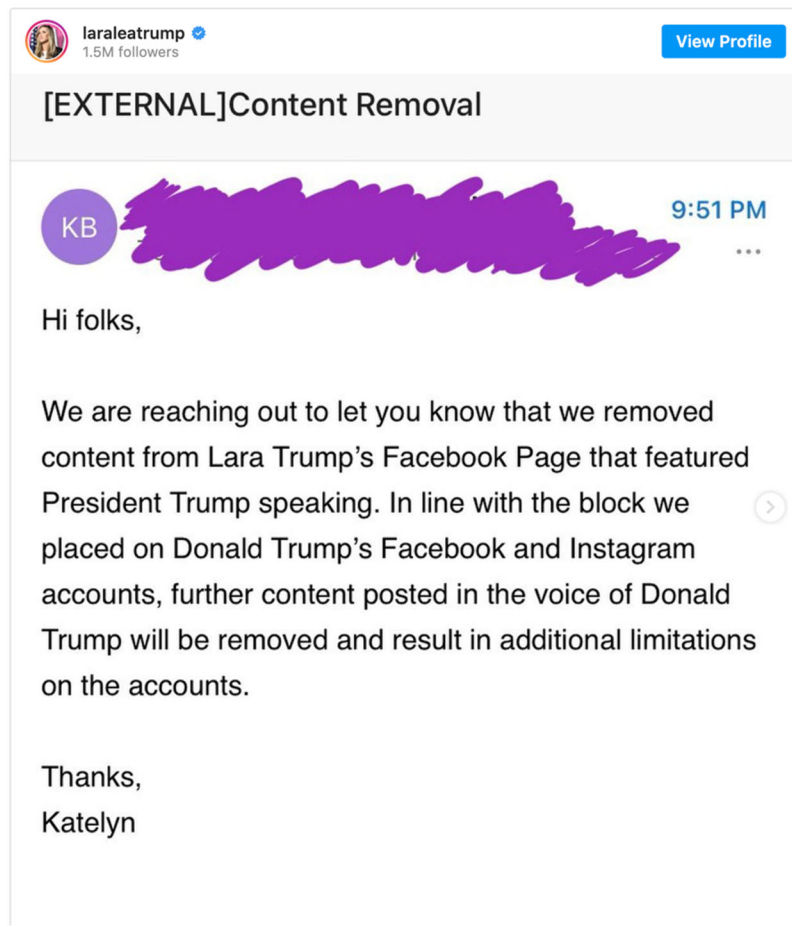 laraleatrump
1.5M followers
View Profile
[EXTERNAL]Content Removal
KB
9:51 PM
Hi folks,
We are reaching out to let you know that we removed
content from Lara Trump’s Facebook Page that featured
President Trump speaking. In line with the block we
placed on Donald Trump’s Facebook and Instagram
accounts, further content posted in the voice of Donald
Trump will be removed and result in additional limitations
on the accounts.
Thanks,
Katelyn